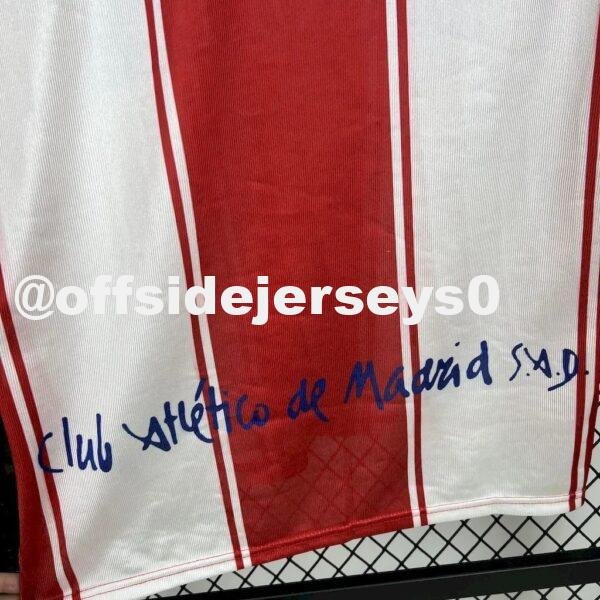 @offsidejerseys0
Club Atlético de Madrid S.A.D.